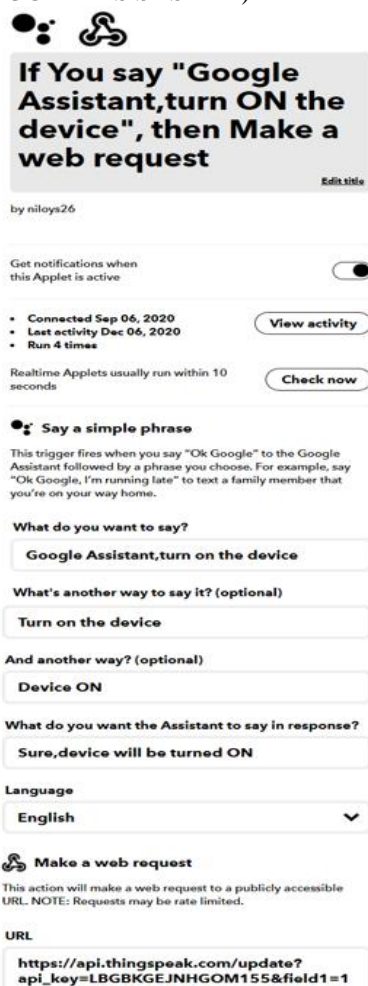 If You say "Google
Assistant,turn ON the
device", then Make a
web request
Edit title
by niloys26
Get notifications when
this Applet is active
• Connected Sep 06, 2020
• Last activity Dec 06, 2020
• Run 4 times
View activity
Realtime Applets usually run within 10
seconds
Check now
Say a simple phrase
This trigger fires when you say "Ok Google" to the Google
Assistant followed by a phrase you choose. For example, say
"Ok Google, I'm running late" to text a family member that
you're on your way home.
What do you want to say?
Google Assistant,turn on the device
What's another way to say it? (optional)
Turn on the device
And another way? (optional)
Device ON
What do you want the Assistant to say in response?
Sure,device will be turned ON
Language
English
Make a web request
This action will make a web request to a publicly accessible
URL. NOTE: Requests may be rate limited.
URL
https://api.thingspeak.com/update?
api_key=LBGBKGEJNHGOM155&field1=1